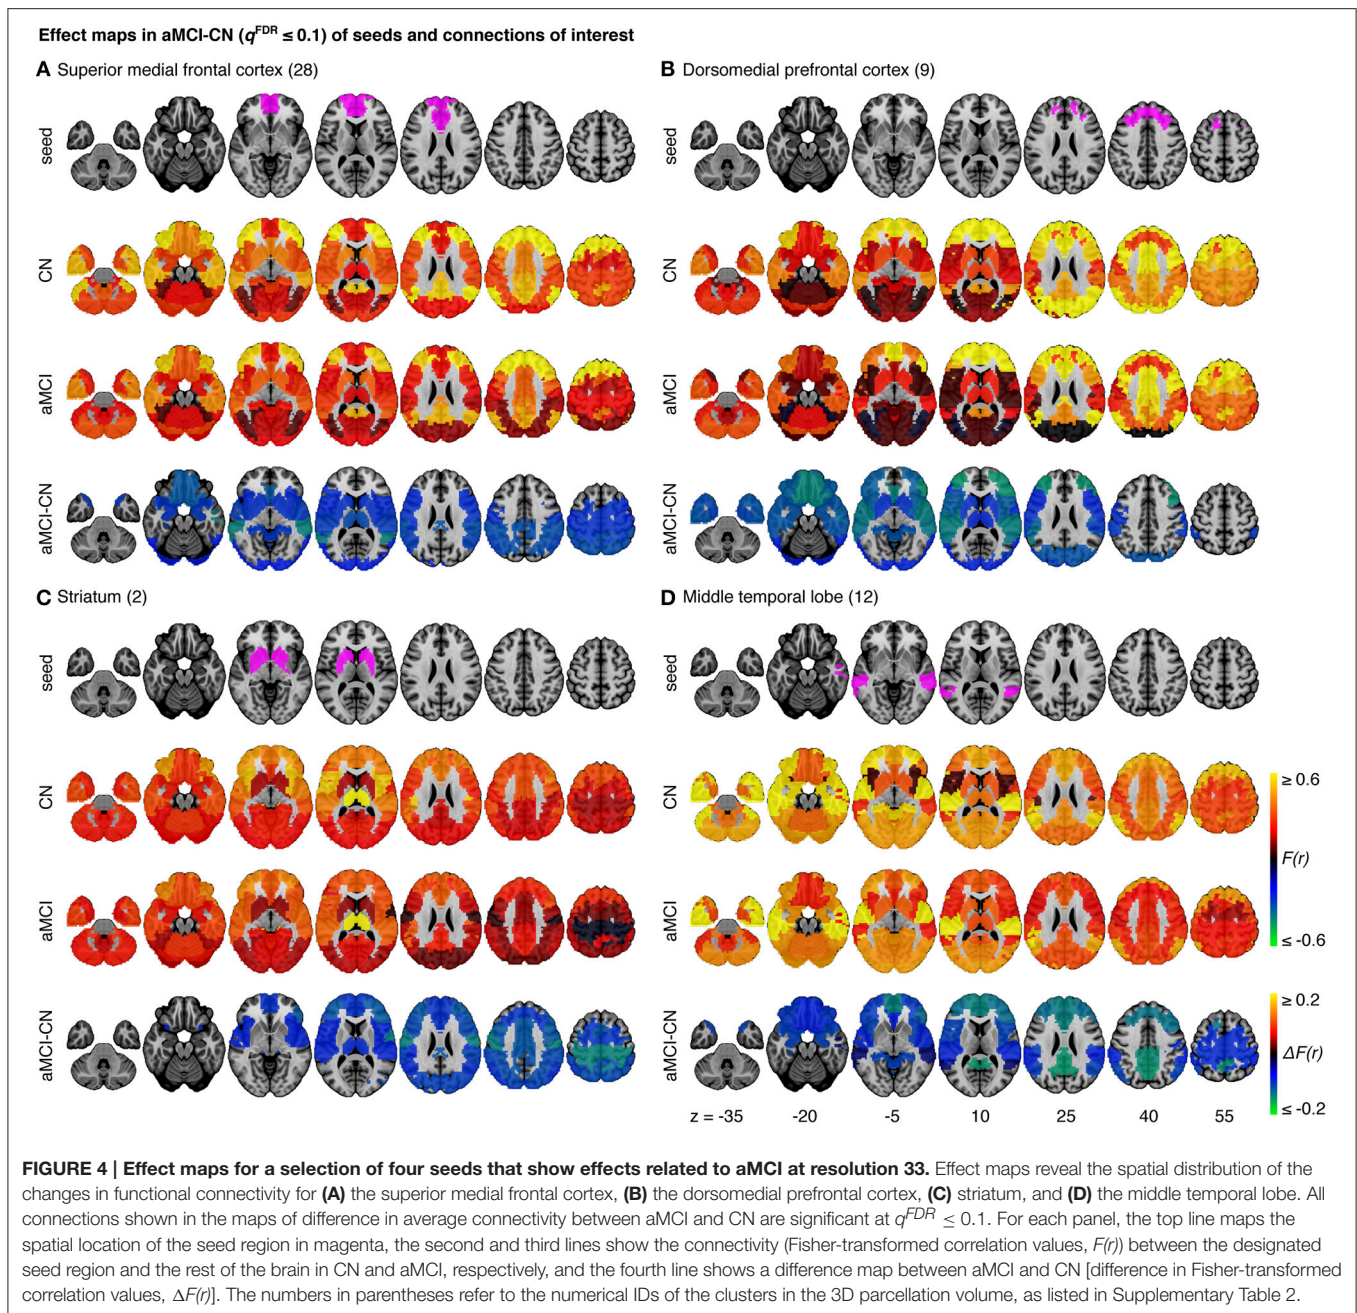 Effect maps in aMCI-CN (q^FDR ≤ 0.1) of seeds and connections of interest
A Superior medial frontal cortex (28)
seed
CN
aMCI
aMCI-CN
B Dorsomedial prefrontal cortex (9)
seed
CN
aMCI
aMCI-CN
C Striatum (2)
seed
CN
aMCI
aMCI-CN
D Middle temporal lobe (12)
seed
CN
aMCI
aMCI-CN
≥ 0.6
F(r)
≤ -0.6
≥ 0.2
ΔF(r)
≤ -0.2
z = -35 -20 -5 10 25 40 55
FIGURE 4 | Effect maps for a selection of four seeds that show effects related to aMCI at resolution 33. Effect maps reveal the spatial distribution of the
changes in functional connectivity for (A) the superior medial frontal cortex, (B) the dorsomedial prefrontal cortex, (C) striatum, and (D) the middle temporal lobe. All
connections shown in the maps of difference in average connectivity between aMCI and CN are significant at q^FDR ≤ 0.1. For each panel, the top line maps the
spatial location of the seed region in magenta, the second and third lines show the connectivity (Fisher-transformed correlation values, F(r)) between the designated
seed region and the rest of the brain in CN and aMCI, respectively, and the fourth line shows a difference map between aMCI and CN [difference in Fisher-transformed
correlation values, ΔF(r)]. The numbers in parentheses refer to the numerical IDs of the clusters in the 3D parcellation volume, as listed in Supplementary Table 2.